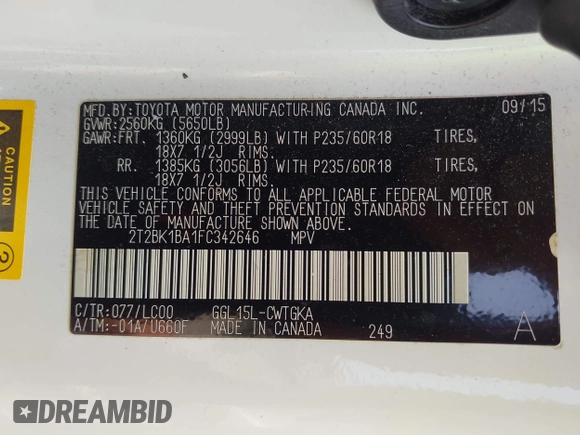 MFD. BY: TOYOTA MOTOR MANUFACTURING CANADA INC. 09/15
GVWR: 2560KG (5650LB)
GAWR: FRT. 1360KG (2999LB) WITH P235/60R18 TIRES,
18X7 1/2J RIMS.
RR. 1385KG (3056LB) WITH P235/60R18 TIRES,
18X7 1/2J RIMS.
THIS VEHICLE CONFORMS TO ALL APPLICABLE FEDERAL MOTOR
VEHICLE SAFETY AND THEFT PREVENTION STANDARDS IN EFFECT ON
THE DATE OF MANUFACTURE SHOWN ABOVE.
2T2BK1BA1FC342646 MPV
C/TR: 077/LC00 GGL15L-CWTGKA
A/TM: -01A/U660F MADE IN CANADA 249 A
CAUTION
2
DREAMBID